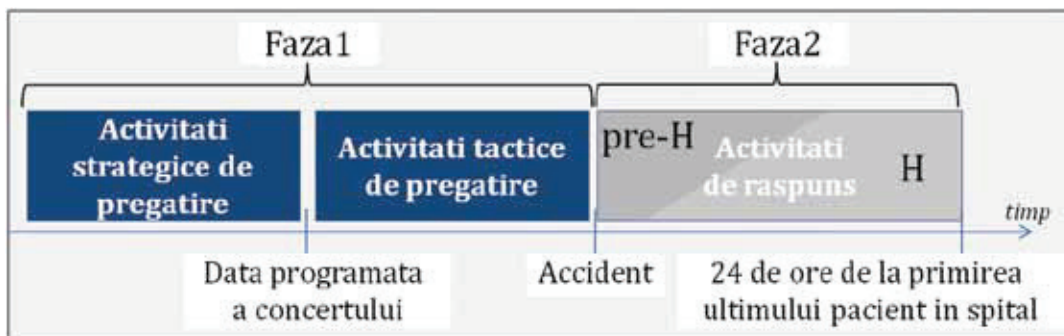 Faza1
Faza2
Activitati
strategice de
pregatire
Activitati tactice
de pregatire
pre-H
Activitati
de raspuns
H
timp
Data programata
a concertului
Accident
24 de ore de la primirea
ultimului pacient in spital